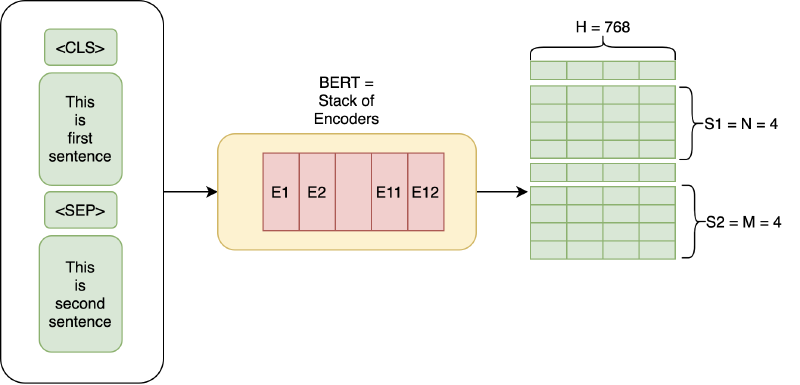 <CLS>
This
is
first
sentence
<SEP>
This
is
second
sentence
BERT =
Stack of
Encoders
E1
E2
E11
E12
H = 768
S1 = N = 4
S2 = M = 4